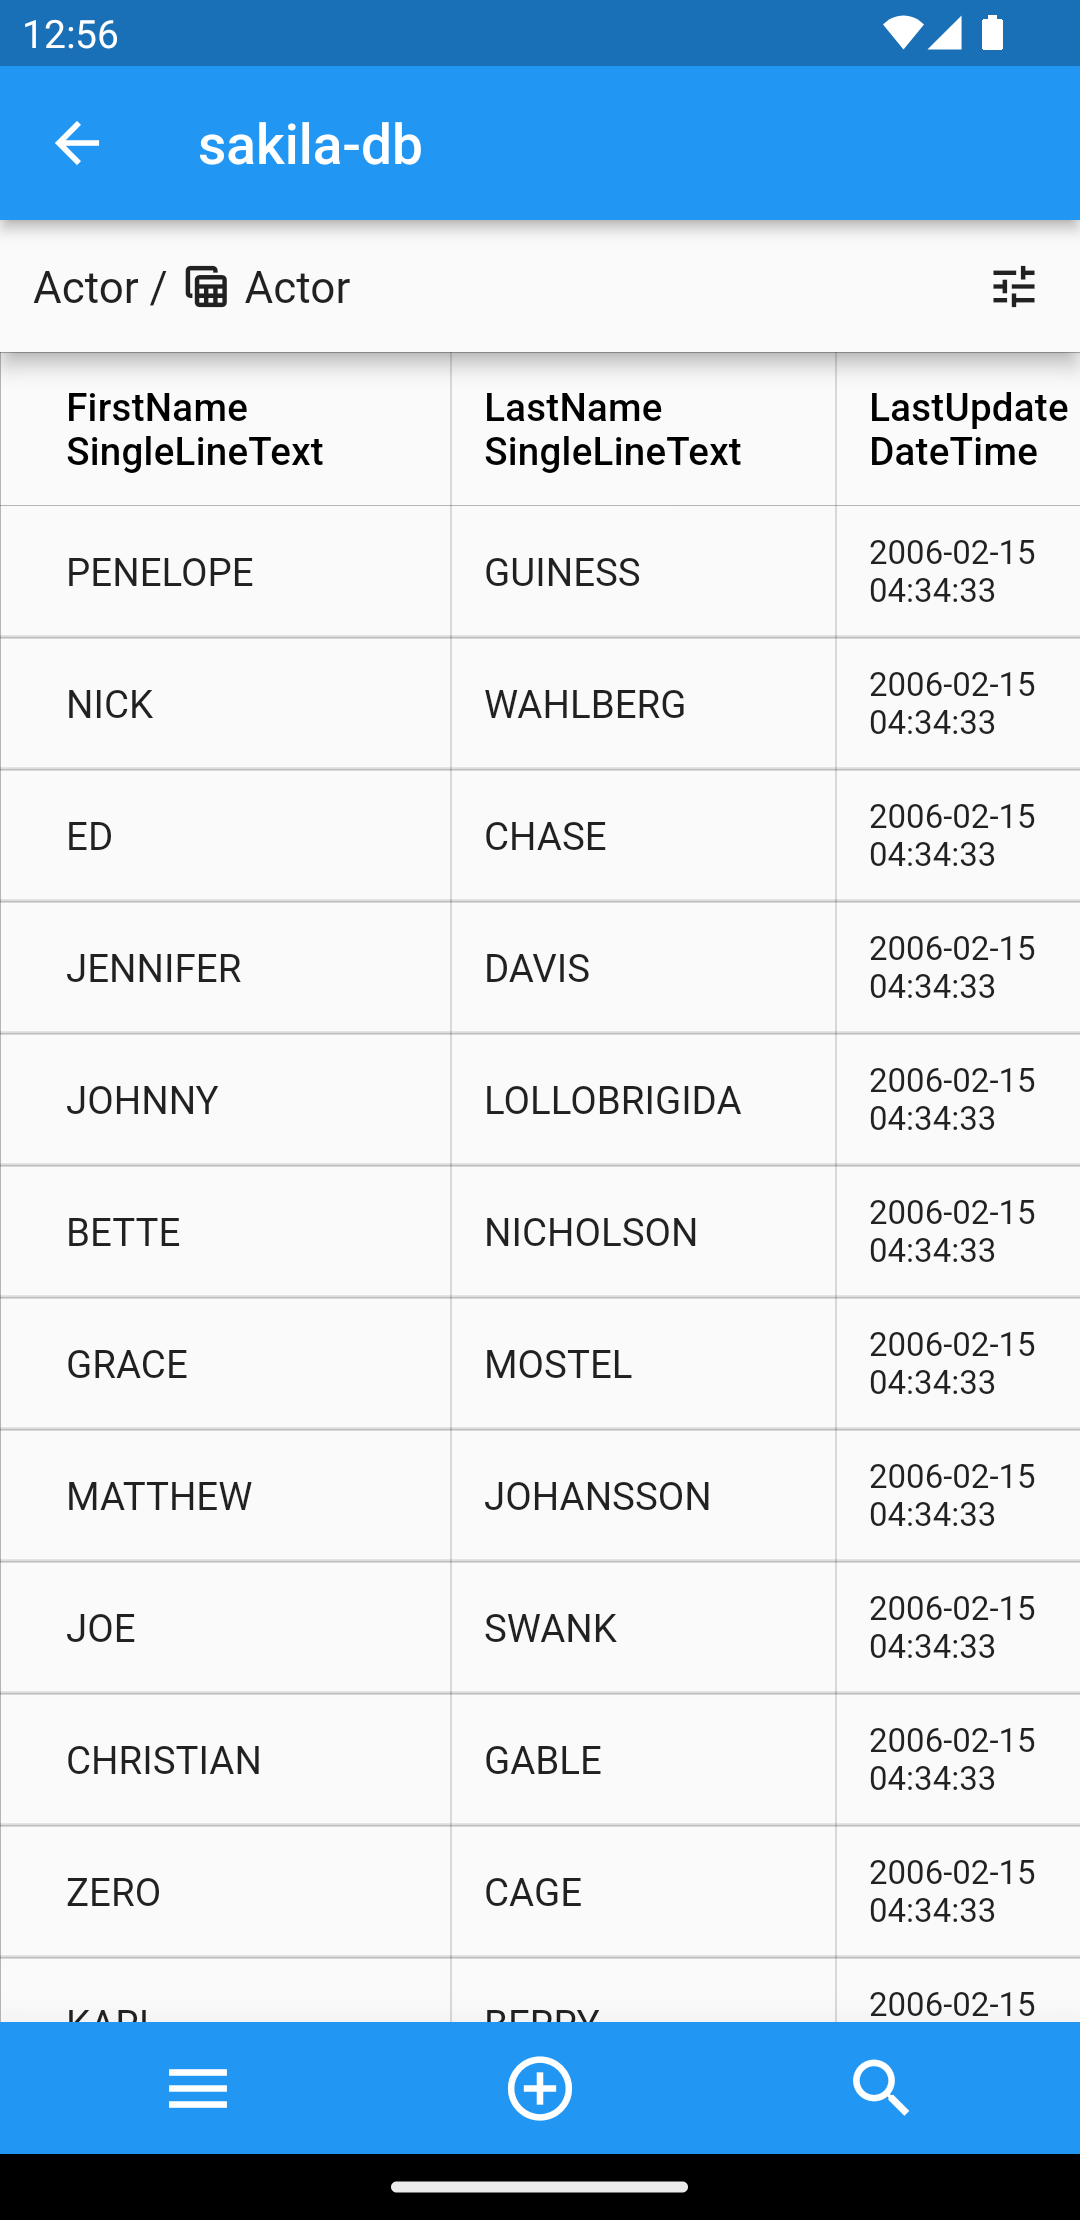 12:56
sakila-db
Actor / Actor
FirstName LastName LastUpdate
SingleLineText SingleLineText DateTime
PENELOPE GUINESS 2006-02-15
04:34:33
NICK WAHLBERG 2006-02-15
04:34:33
ED CHASE 2006-02-15
04:34:33
JENNIFER DAVIS 2006-02-15
04:34:33
JOHNNY LOLLOBRIGIDA 2006-02-15
04:34:33
BETTE NICHOLSON 2006-02-15
04:34:33
GRACE MOSTEL 2006-02-15
04:34:33
MATTHEW JOHANSSON 2006-02-15
04:34:33
JOE SWANK 2006-02-15
04:34:33
CHRISTIAN GABLE 2006-02-15
04:34:33
ZERO CAGE 2006-02-15
04:34:33
BERRY 2006-02-15